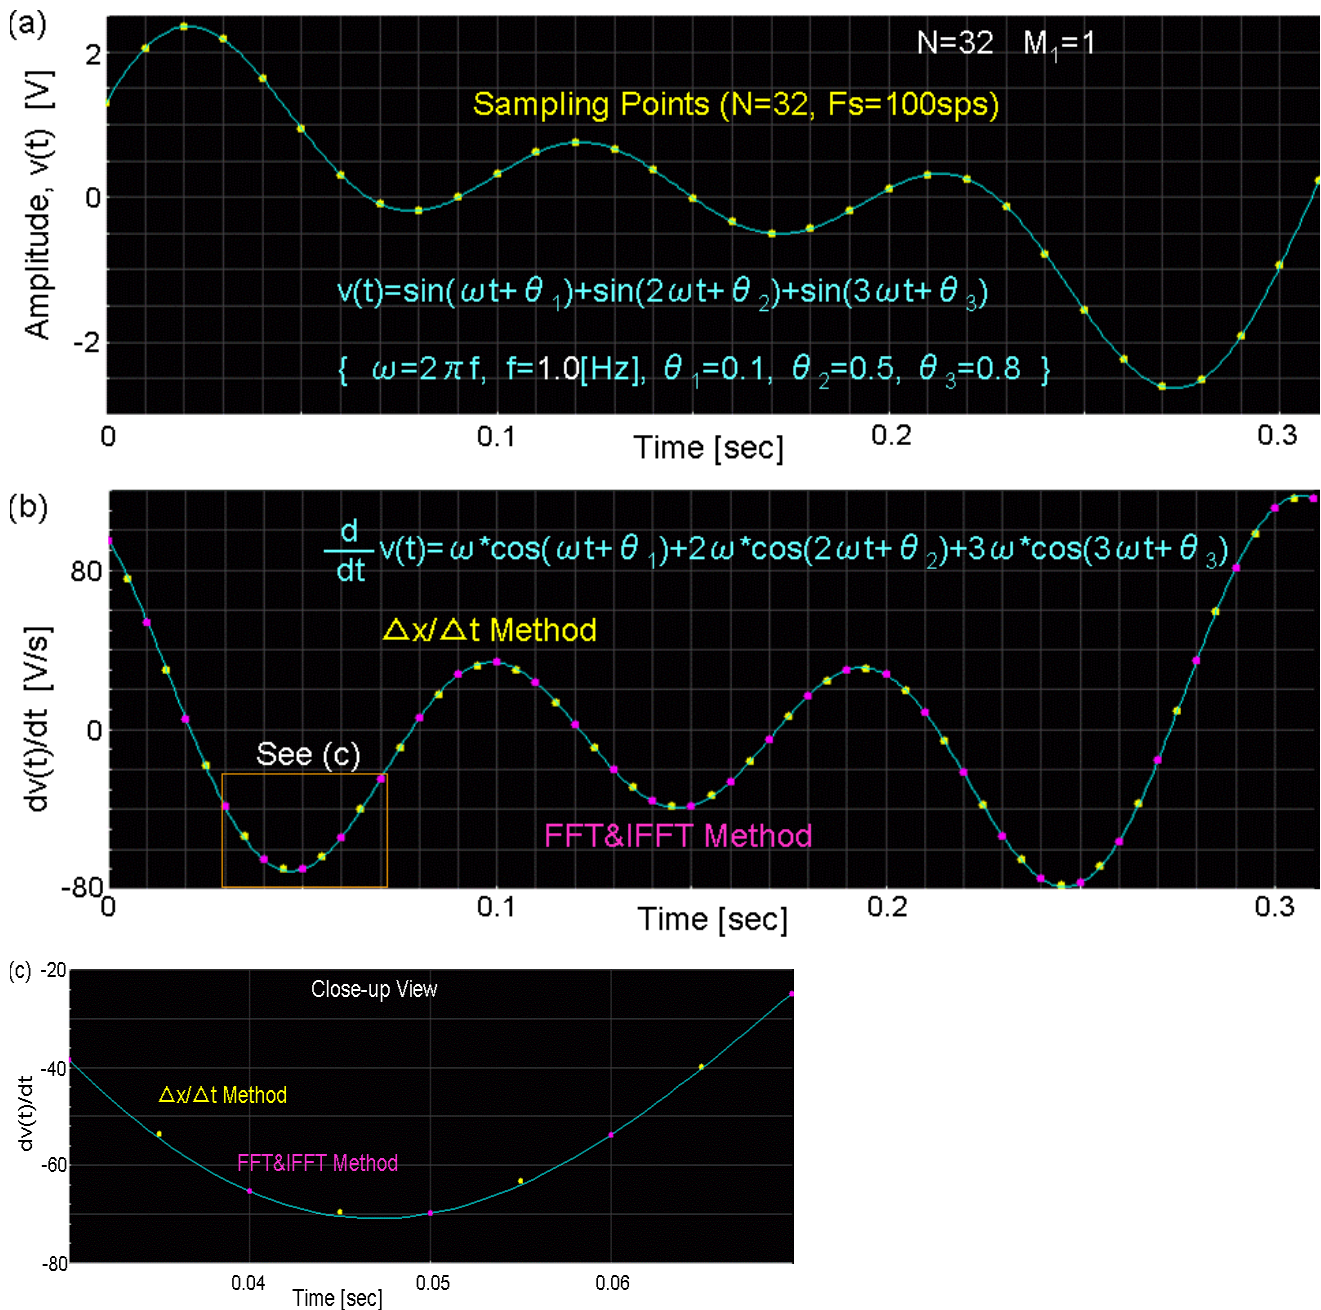 (a)
N=32 M₁=1
Sampling Points (N=32, Fs=100sps)
Amplitude, v(t) [V]
2
0
-2
v(t)=sin(ωt+θ₁)+sin(2ωt+θ₂)+sin(3ωt+θ₃)
{ ω=2πf, f=1.0[Hz], θ₁=0.1, θ₂=0.5, θ₃=0.8 }
0 0.1 0.2 0.3
Time [sec]
(b)
d/dt v(t)=ω*cos(ωt+θ₁)+2ω*cos(2ωt+θ₂)+3ω*cos(3ωt+θ₃)
80
△x/△t Method
dv(t)/dt [V/s]
0
See (c)
FFT&IFFT Method
-80
0 0.1 0.2 0.3
Time [sec]
(c)
-20
Close-up View
-40
△x/△t Method
dv(t)/dt
FFT&IFFT Method
-60
-80
0.04 0.05 0.06
Time [sec]